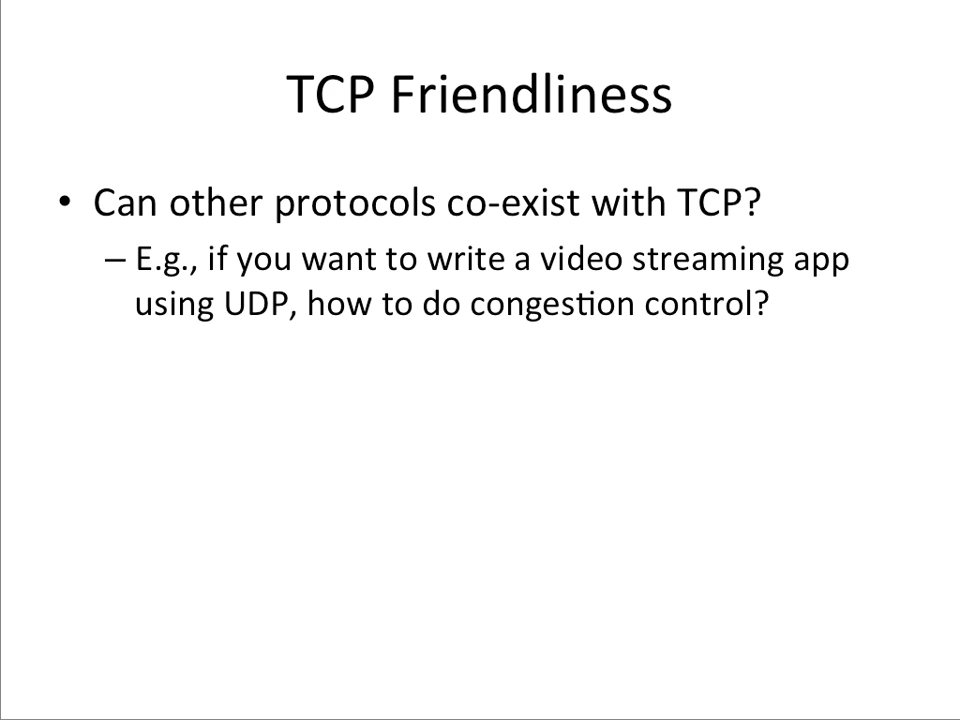 TCP Friendliness
• Can other protocols co-exist with TCP?
– E.g., if you want to write a video streaming app
using UDP, how to do congestion control?